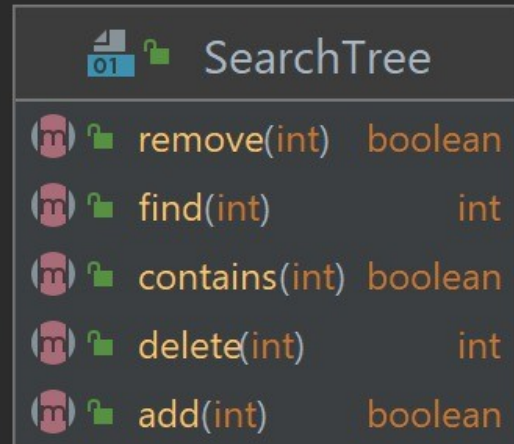 01 SearchTree
m remove(int) boolean
m find(int) int
m contains(int) boolean
m delete(int) int
m add(int) boolean